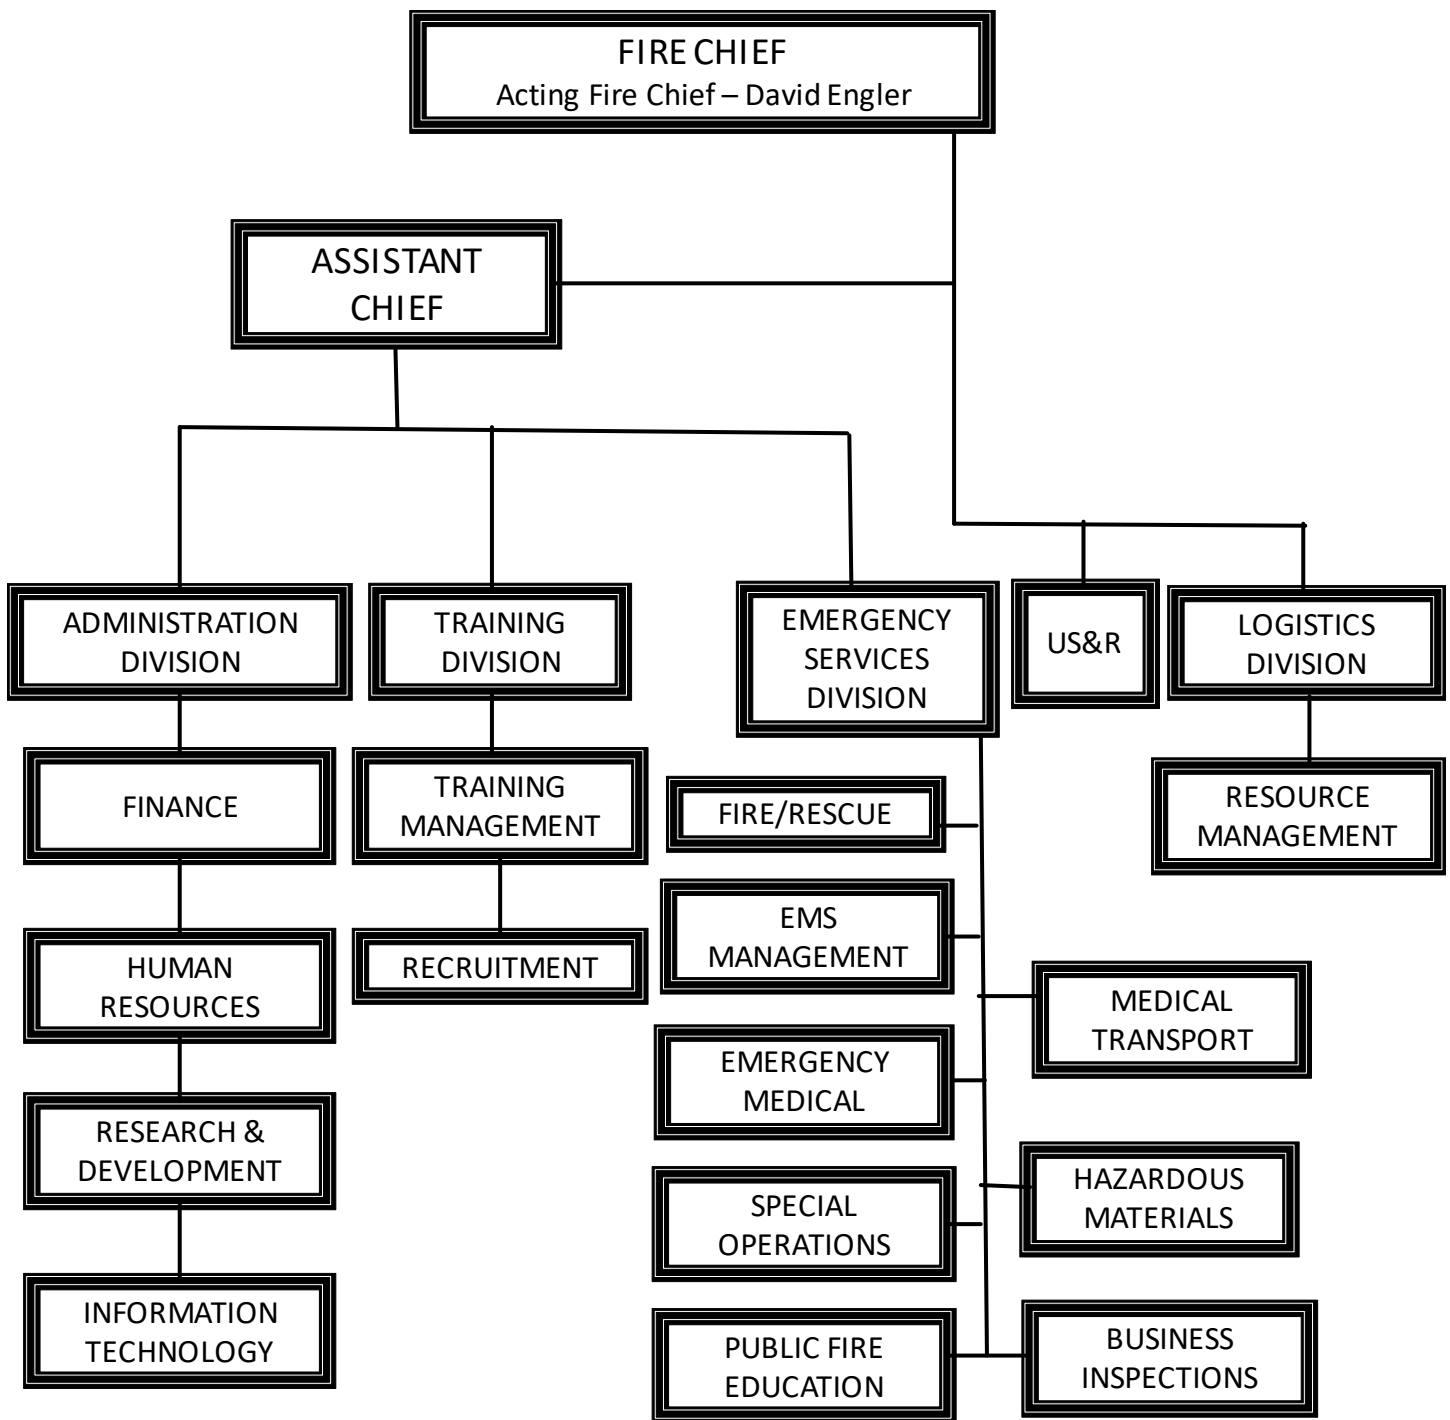 FIRE CHIEF
Acting Fire Chief – David Engler
ASSISTANT
CHIEF
ADMINISTRATION
DIVISION
TRAINING
DIVISION
EMERGENCY
SERVICES
DIVISION
US&R
LOGISTICS
DIVISION
FINANCE
TRAINING
MANAGEMENT
FIRE/RESCUE
RESOURCE
MANAGEMENT
EMS
MANAGEMENT
HUMAN
RESOURCES
RECRUITMENT
MEDICAL
TRANSPORT
EMERGENCY
MEDICAL
RESEARCH &
DEVELOPMENT
HAZARDOUS
MATERIALS
SPECIAL
OPERATIONS
INFORMATION
TECHNOLOGY
PUBLIC FIRE
EDUCATION
BUSINESS
INSPECTIONS